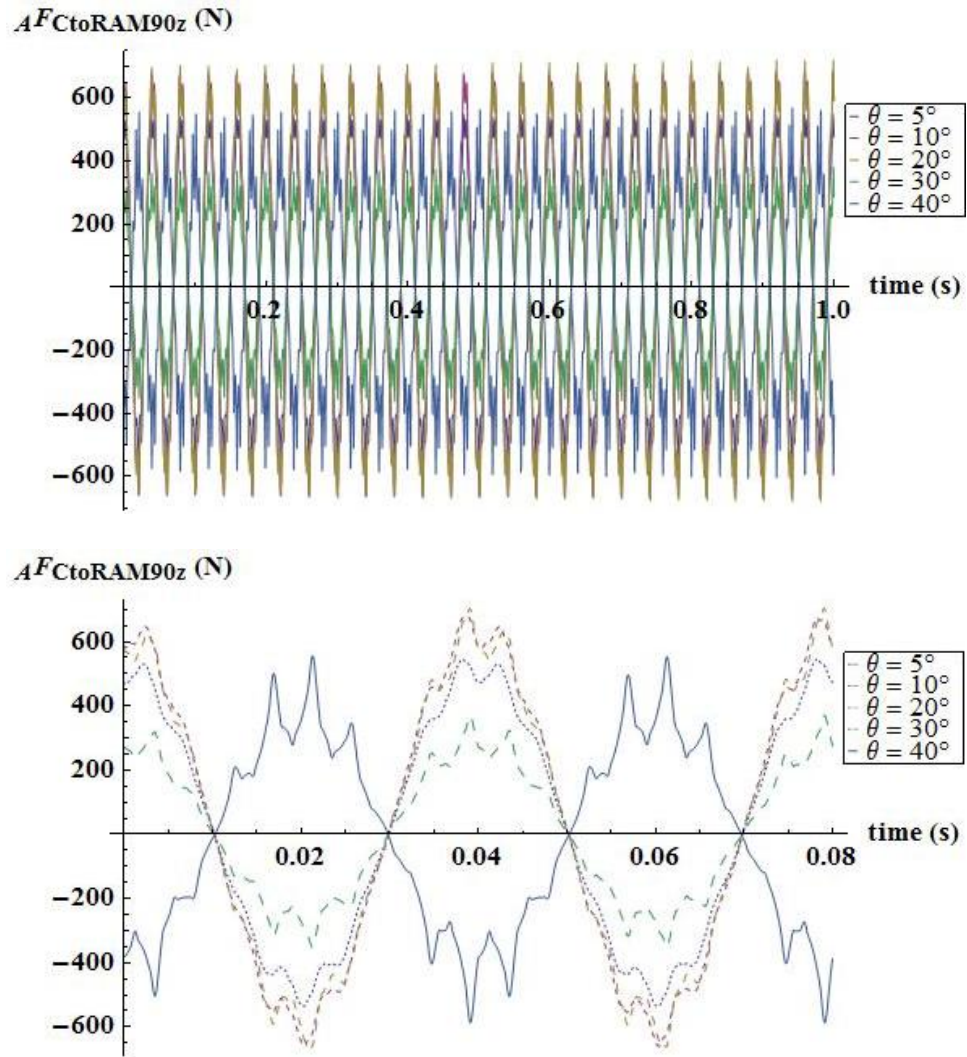 AFCtoRAM90z (N)
600
400
200
−200
−400
−600
0.2 0.4 0.6 0.8 1.0
time (s)
θ = 5°
θ = 10°
θ = 20°
θ = 30°
θ = 40°
AFCtoRAM90z (N)
600
400
200
−200
−400
−600
0.02 0.04 0.06 0.08
time (s)
θ = 5°
θ = 10°
θ = 20°
θ = 30°
θ = 40°